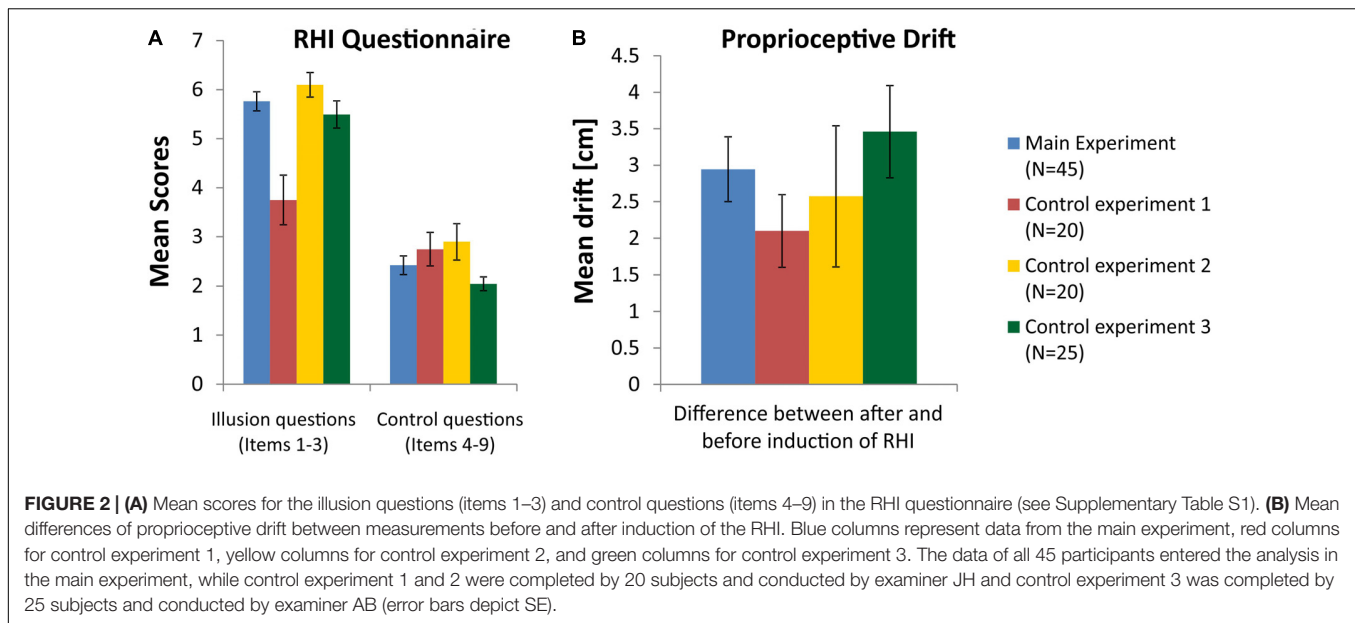 A
RHI Questionnaire
7
6
5
4
3
2
1
0
Mean Scores
Illusion questions
(Items 1-3)
Control questions
(Items 4-9)
B
Proprioceptive Drift
4.5
4
3.5
3
2.5
2
1.5
1
0.5
0
Mean drift [cm]
Difference between after and
before induction of RHI
Main Experiment
(N=45)
Control experiment 1
(N=20)
Control experiment 2
(N=20)
Control experiment 3
(N=25)
FIGURE 2 | (A) Mean scores for the illusion questions (items 1–3) and control questions (items 4–9) in the RHI questionnaire (see Supplementary Table S1). (B) Mean
differences of proprioceptive drift between measurements before and after induction of the RHI. Blue columns represent data from the main experiment, red columns
for control experiment 1, yellow columns for control experiment 2, and green columns for control experiment 3. The data of all 45 participants entered the analysis in
the main experiment, while control experiment 1 and 2 were completed by 20 subjects and conducted by examiner JH and control experiment 3 was completed by
25 subjects and conducted by examiner AB (error bars depict SE).